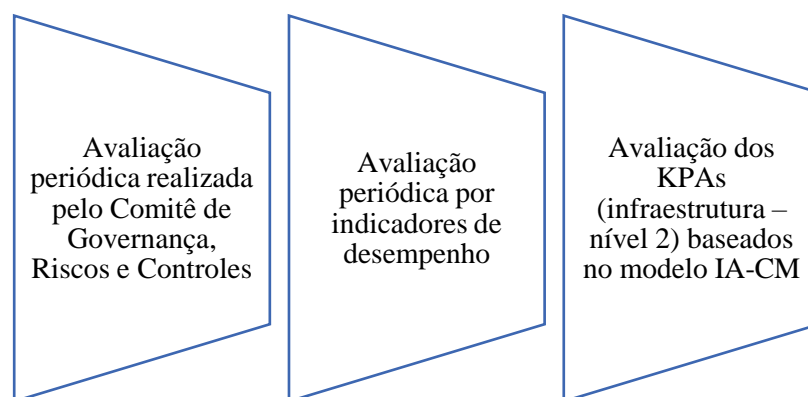 Avaliação
periódica realizada
pelo Comitê de
Governança,
Riscos e Controles
Avaliação
periódica por
indicadores de
desempenho
Avaliação dos
KPAs
(infraestrutura –
nível 2) baseados
no modelo IA-CM